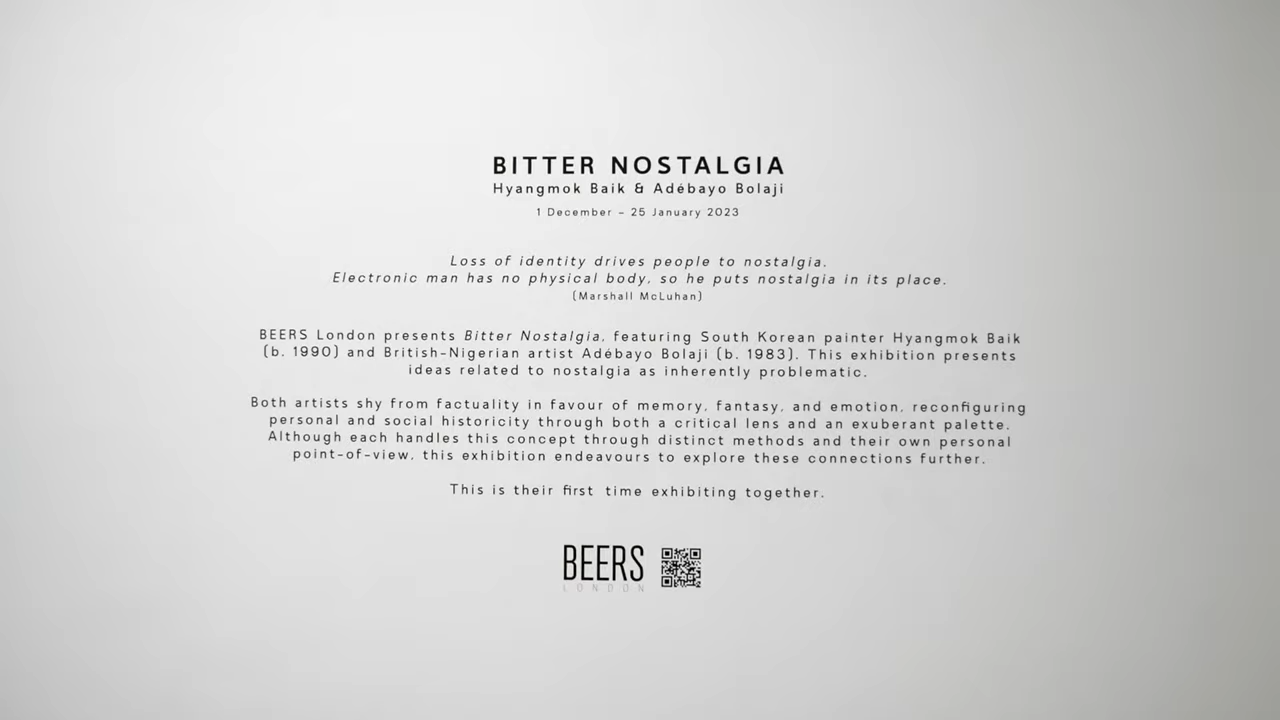 BITTER NOSTALGIA
Hyangmok Baik & Adébayo Bolaji
1 December – 25 January 2023
Loss of identity drives people to nostalgia.
Electronic man has no physical body, so he puts nostalgia in its place.
(Marshall McLuhan)
BEERS London presents Bitter Nostalgia, featuring South Korean painter Hyangmok Baik
(b. 1990) and British-Nigerian artist Adébayo Bolaji (b. 1983). This exhibition presents
ideas related to nostalgia as inherently problematic.
Both artists shy from factuality in favour of memory, fantasy, and emotion, reconfiguring
personal and social historicity through both a critical lens and an exuberant palette.
Although each handles this concept through distinct methods and their own personal
point-of-view, this exhibition endeavours to explore these connections further.
This is their first time exhibiting together.
BEERS
LONDON